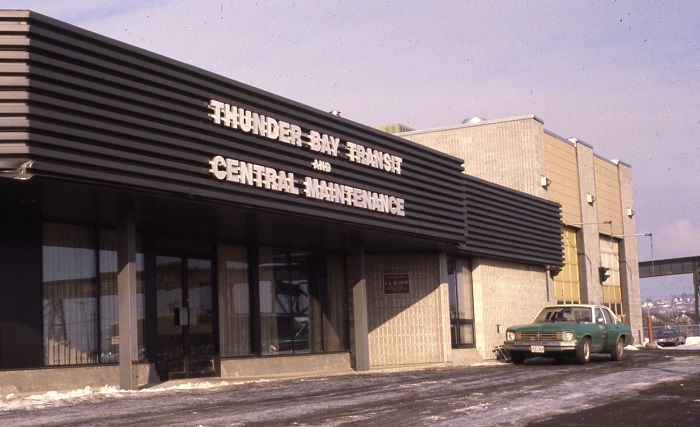 THUNDER BAY TRANSIT
AND
CENTRAL MAINTENANCE